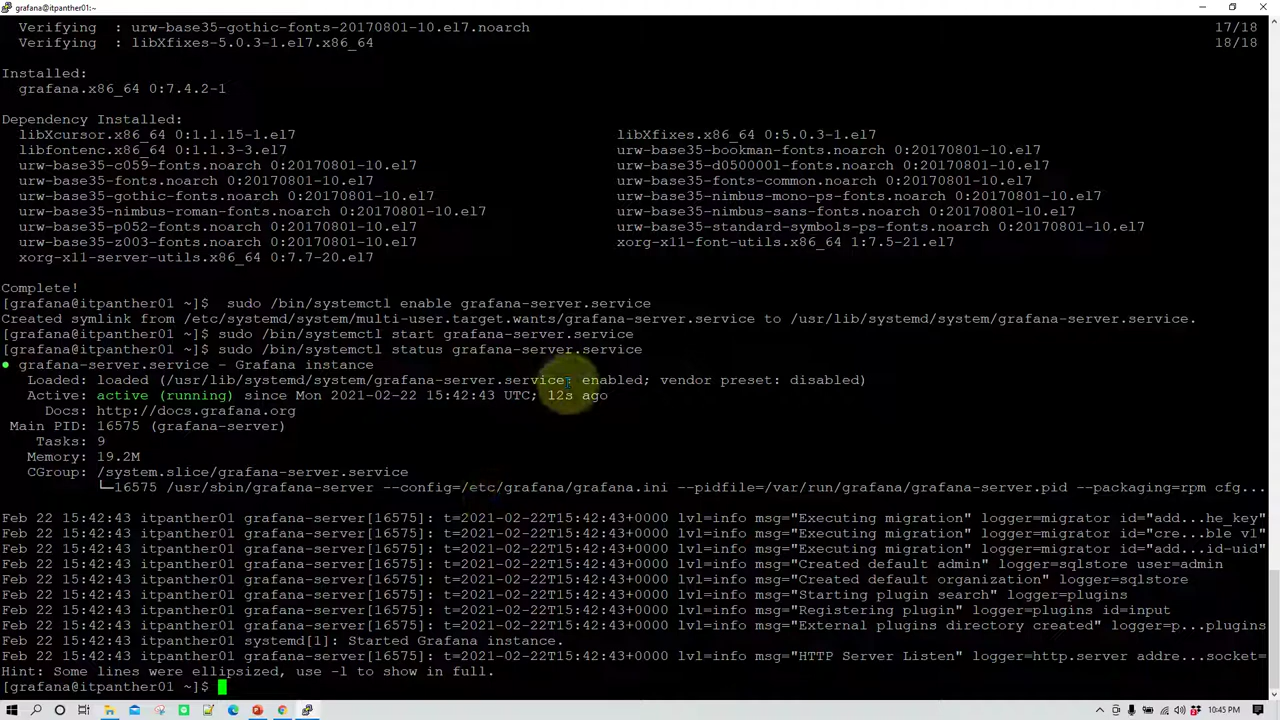 grafana@itpanther01:~
Verifying : urw-base35-gothic-fonts-20170801-10.el7.noarch 17/18
Verifying : libXfixes-5.0.3-1.el7.x86_64 18/18
Installed:
grafana.x86_64 0:7.4.2-1
Dependency Installed:
libXcursor.x86_64 0:1.1.15-1.el7 libXfixes.x86_64 0:5.0.3-1.el7
libfontenc.x86_64 0:1.1.3-3.el7 urw-base35-bookman-fonts.noarch 0:20170801-10.el7
urw-base35-c059-fonts.noarch 0:20170801-10.el7 urw-base35-d050000l-fonts.noarch 0:20170801-10.el7
urw-base35-fonts.noarch 0:20170801-10.el7 urw-base35-fonts-common.noarch 0:20170801-10.el7
urw-base35-gothic-fonts.noarch 0:20170801-10.el7 urw-base35-nimbus-mono-ps-fonts.noarch 0:20170801-10.el7
urw-base35-nimbus-roman-fonts.noarch 0:20170801-10.el7 urw-base35-nimbus-sans-fonts.noarch 0:20170801-10.el7
urw-base35-p052-fonts.noarch 0:20170801-10.el7 urw-base35-standard-symbols-ps-fonts.noarch 0:20170801-10.el7
urw-base35-z003-fonts.noarch 0:20170801-10.el7 xorg-x11-font-utils.x86_64 1:7.5-21.el7
xorg-x11-server-utils.x86_64 0:7.7-20.el7
Complete!
[grafana@itpanther01 ~]$  sudo /bin/systemctl enable grafana-server.service
Created symlink from /etc/systemd/system/multi-user.target.wants/grafana-server.service to /usr/lib/systemd/system/grafana-server.service.
[grafana@itpanther01 ~]$ sudo /bin/systemctl start grafana-server.service
[grafana@itpanther01 ~]$ sudo /bin/systemctl status grafana-server.service
● grafana-server.service - Grafana instance
Loaded: loaded (/usr/lib/systemd/system/grafana-server.service; enabled; vendor preset: disabled)
Active: active (running) since Mon 2021-02-22 15:42:43 UTC; 12s ago
Docs: http://docs.grafana.org
Main PID: 16575 (grafana-server)
Tasks: 9
Memory: 19.2M
CGroup: /system.slice/grafana-server.service
└─16575 /usr/sbin/grafana-server --config=/etc/grafana/grafana.ini --pidfile=/var/run/grafana/grafana-server.pid --packaging=rpm cfg...
Feb 22 15:42:43 itpanther01 grafana-server[16575]: t=2021-02-22T15:42:43+0000 lvl=info msg="Executing migration" logger=migrator id="add...he_key"
Feb 22 15:42:43 itpanther01 grafana-server[16575]: t=2021-02-22T15:42:43+0000 lvl=info msg="Executing migration" logger=migrator id="cre...ble v1"
Feb 22 15:42:43 itpanther01 grafana-server[16575]: t=2021-02-22T15:42:43+0000 lvl=info msg="Executing migration" logger=migrator id="add...id-uid"
Feb 22 15:42:43 itpanther01 grafana-server[16575]: t=2021-02-22T15:42:43+0000 lvl=info msg="Created default admin" logger=sqlstore user=admin
Feb 22 15:42:43 itpanther01 grafana-server[16575]: t=2021-02-22T15:42:43+0000 lvl=info msg="Created default organization" logger=sqlstore
Feb 22 15:42:43 itpanther01 grafana-server[16575]: t=2021-02-22T15:42:43+0000 lvl=info msg="Starting plugin search" logger=plugins
Feb 22 15:42:43 itpanther01 grafana-server[16575]: t=2021-02-22T15:42:43+0000 lvl=info msg="Registering plugin" logger=plugins id=input
Feb 22 15:42:43 itpanther01 grafana-server[16575]: t=2021-02-22T15:42:43+0000 lvl=info msg="External plugins directory created" logger=p...plugins
Feb 22 15:42:43 itpanther01 systemd[1]: Started Grafana instance.
Feb 22 15:42:43 itpanther01 grafana-server[16575]: t=2021-02-22T15:42:43+0000 lvl=info msg="HTTP Server Listen" logger=http.server addre...socket=
Hint: Some lines were ellipsized, use -l to show in full.
[grafana@itpanther01 ~]$
10:45 PM